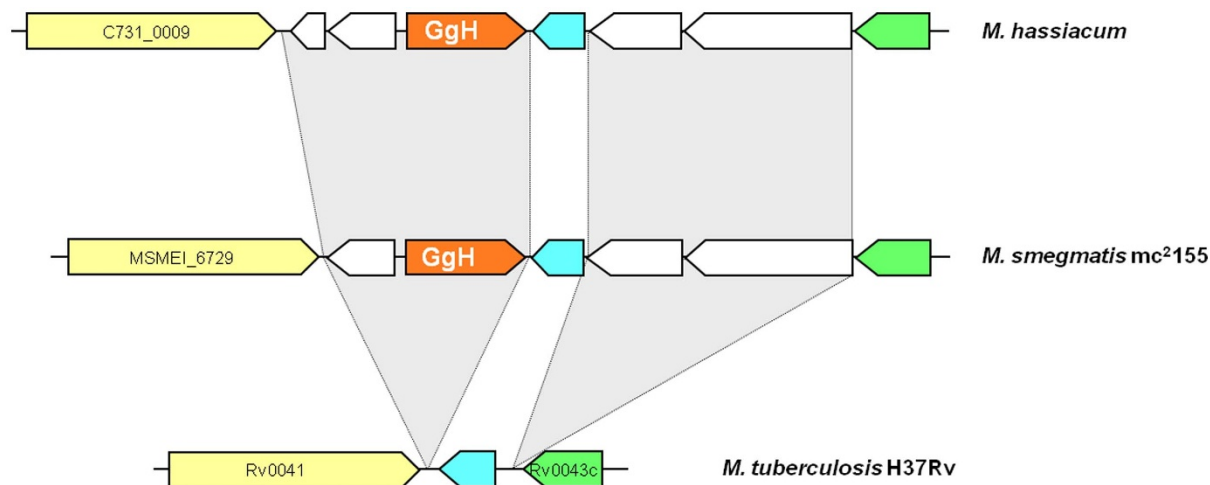 C731_0009 GgH M. hassiacum
MSMEI_6729 GgH M. smegmatis mc²155
Rv0041 Rv0043c M. tuberculosis H37Rv